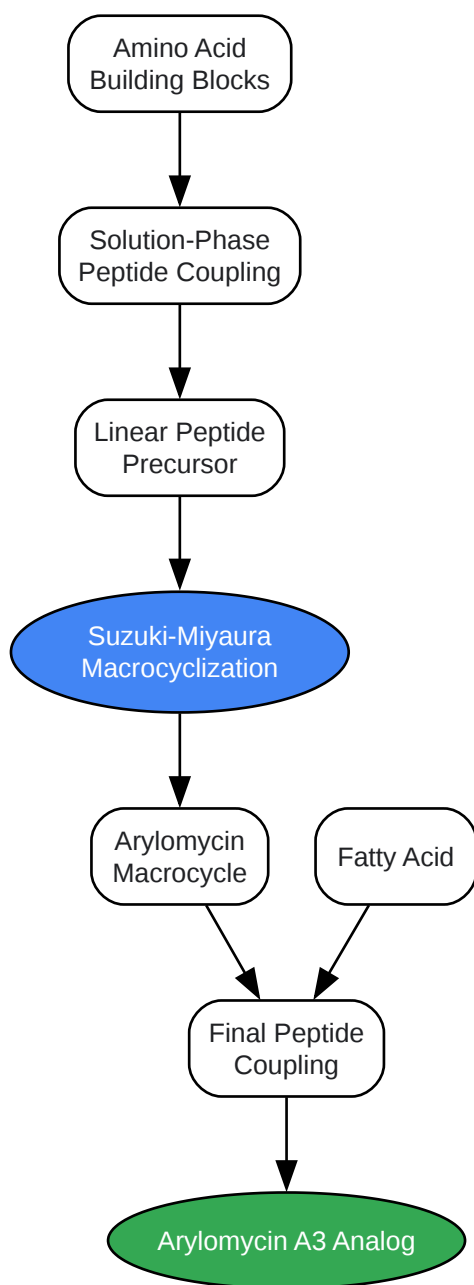 Amino Acid
Building Blocks
Solution-Phase
Peptide Coupling
Linear Peptide
Precursor
Suzuki-Miyaura
Macrocyclization
Arylomycin
Macrocycle
Fatty Acid
Final Peptide
Coupling
Arylomycin A3 Analog